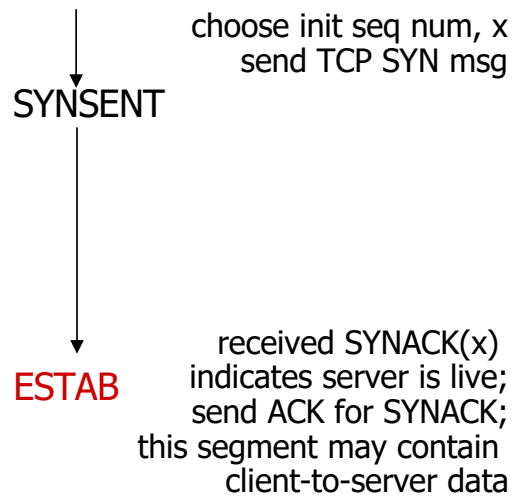 choose init seq num, x
send TCP SYN msg
SYNSENT
received SYNACK(x)
indicates server is live;
ESTAB
send ACK for SYNACK;
this segment may contain
client-to-server data